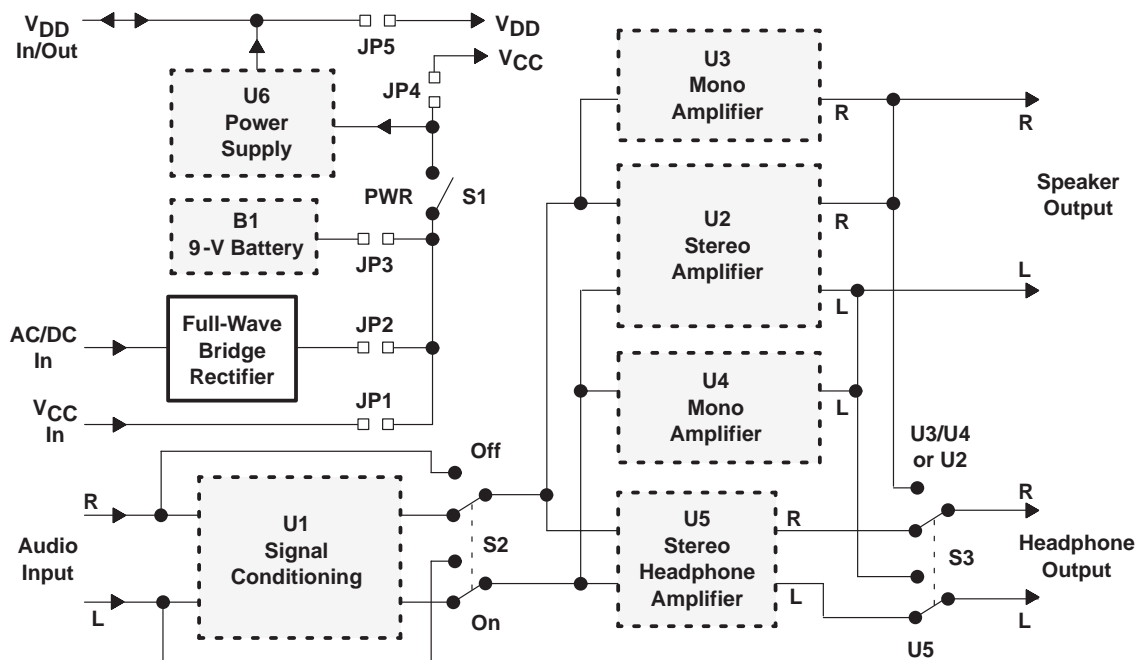 VDD
In/Out
JP5
VDD
VCC
JP4
U6
Power
Supply
PWR
S1
B1
9-V Battery
JP3
AC/DC
In
Full-Wave
Bridge
Rectifier
JP2
VCC
In
JP1
U3
Mono
Amplifier
R
R
U2
Stereo
Amplifier
R
L
Speaker
Output
L
U4
Mono
Amplifier
L
Off
R
Audio
Input
L
U1
Signal
Conditioning
S2
On
U5
Stereo
Headphone
Amplifier
R
L
U3/U4
or U2
S3
U5
R
Headphone
Output
L